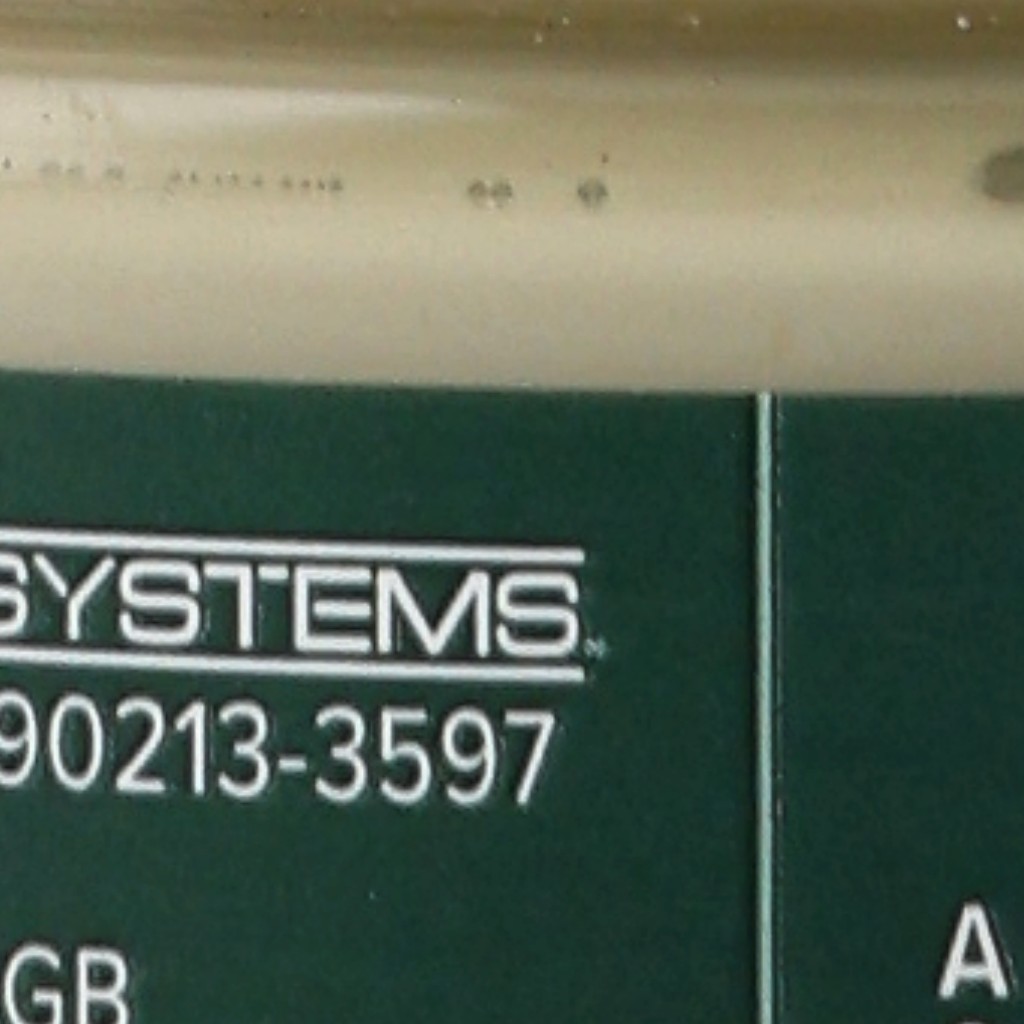 SYSTEMS
90213-3597
GB
A